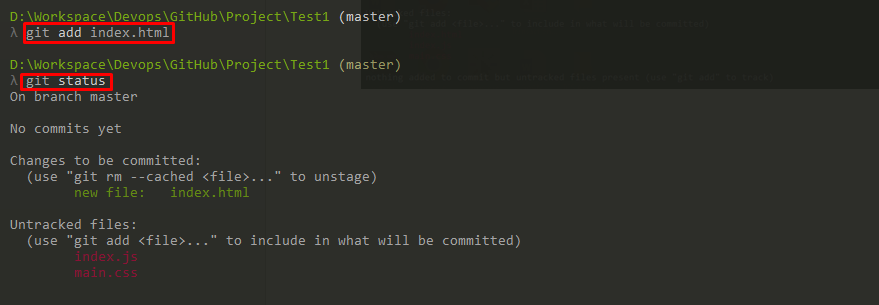 D:\Workspace\Devops\GitHub\Project\Test1 (master)
λ git add index.html
D:\Workspace\Devops\GitHub\Project\Test1 (master)
λ git status
On branch master
No commits yet
Changes to be committed:
(use "git rm --cached <file>..." to unstage)
new file: index.html
Untracked files:
(use "git add <file>..." to include in what will be committed)
index.js
main.css